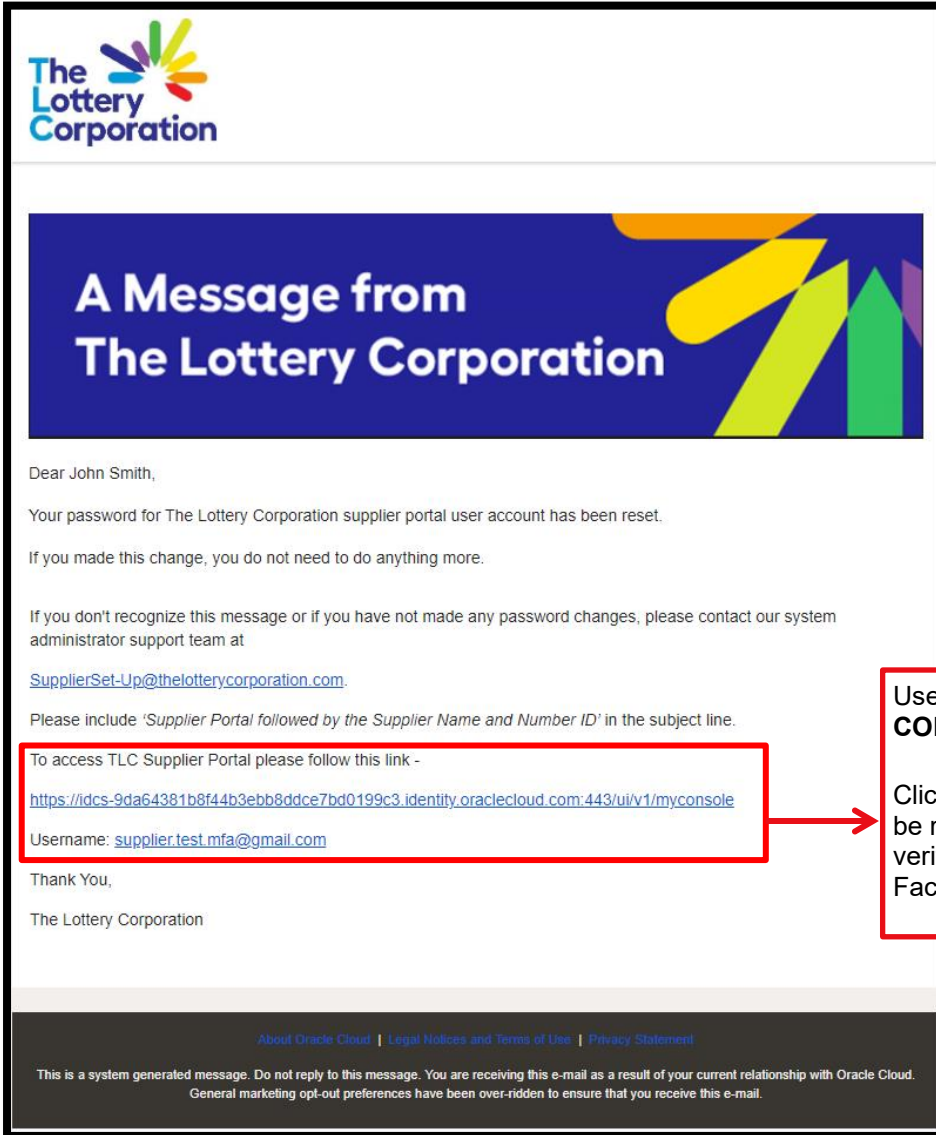 The
Lottery
Corporation
A Message from
The Lottery Corporation
Dear John Smith,
Your password for The Lottery Corporation supplier portal user account has been reset.
If you made this change, you do not need to do anything more.
If you don't recognize this message or if you have not made any password changes, please contact our system
administrator support team at
SupplierSet-Up@thelotterycorporation.com.
Please include 'Supplier Portal followed by the Supplier Name and Number ID' in the subject line.
To access TLC Supplier Portal please follow this link -
https://idcs-9da64381b8f44b3ebb8ddce7bd0199c3.identity.oraclecloud.com:443/ui/v1/myconsole
Username: supplier.test.mfa@gmail.com
Thank You,
The Lottery Corporation
Use
Clic
be
veri
Fac
About Oracle Cloud | Legal Notices and Terms of Use | Privacy Statement
This is a system generated message. Do not reply to this message. You are receiving this e-mail as a result of your current relationship with Oracle Cloud.
General marketing opt-out preferences have been over-ridden to ensure that you receive this e-mail.